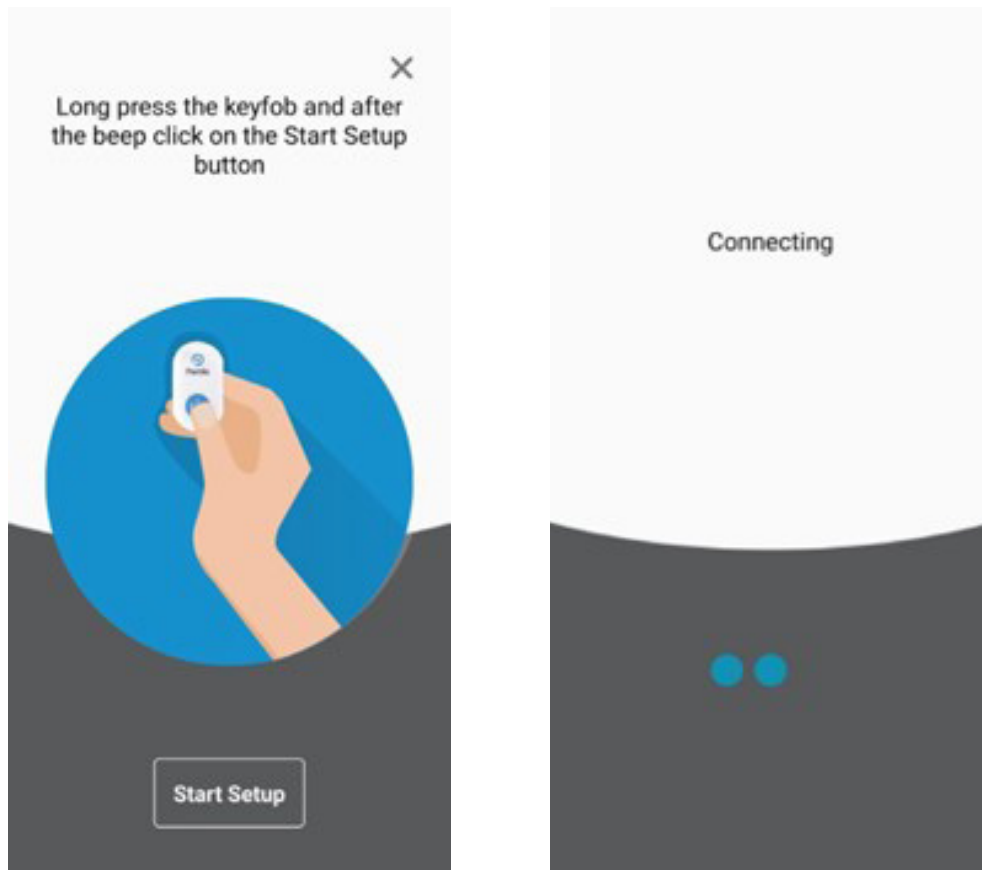 Long press the keyfob and after
the beep click on the Start Setup
button
Start Setup
Connecting